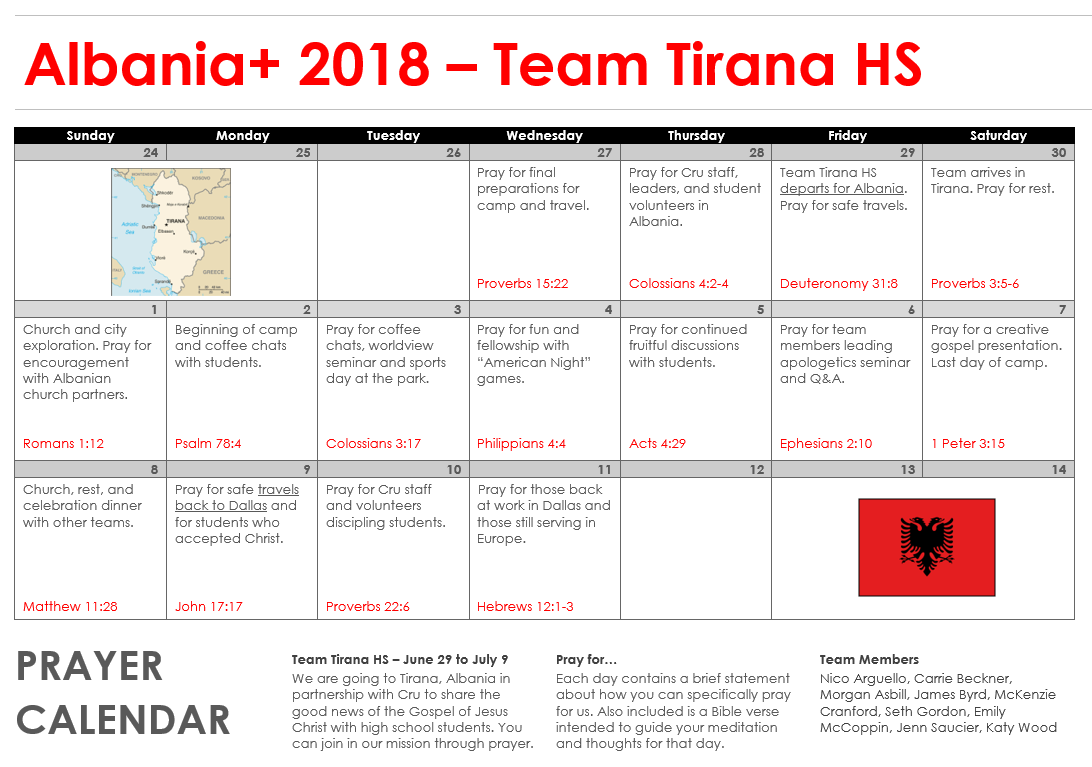 Albania+ 2018 – Team Tirana HS
Sunday Monday Tuesday Wednesday Thursday Friday Saturday
24 25 26 27 28 29 30
MONTENEGRO
KOSOVO
Shkodër
Adriatic
Sea
TIRANA
Elbasan
MACEDONIA
Korçë
Vlorë
ITALY
GREECE
Sarandë
Ionian Sea
Pray for final
preparations for
camp and travel.
Proverbs 15:22
Pray for Cru staff,
leaders, and student
volunteers in
Albania.
Colossians 4:2-4
Team Tirana HS
departs for Albania.
Pray for safe travels.
Deuteronomy 31:8
Team arrives in
Tirana. Pray for rest.
Proverbs 3:5-6
1 2 3 4 5 6 7
Church and city
exploration. Pray for
encouragement
with Albanian
church partners.
Romans 1:12
Beginning of camp
and coffee chats
with students.
Psalm 78:4
Pray for coffee
chats, worldview
seminar and sports
day at the park.
Colossians 3:17
Pray for fun and
fellowship with
“American Night”
games.
Philippians 4:4
Pray for continued
fruitful discussions
with students.
Acts 4:29
Pray for team
members leading
apologetics seminar
and Q&A.
Ephesians 2:10
Pray for a creative
gospel presentation.
Last day of camp.
1 Peter 3:15
8 9 10 11 12 13 14
Church, rest, and
celebration dinner
with other teams.
Matthew 11:28
Pray for safe travels
back to Dallas and
for students who
accepted Christ.
John 17:17
Pray for Cru staff
and volunteers
discipling students.
Proverbs 22:6
Pray for those back
at work in Dallas and
those still serving in
Europe.
Hebrews 12:1-3
PRAYER
CALENDAR
Team Tirana HS – June 29 to July 9
We are going to Tirana, Albania in
partnership with Cru to share the
good news of the Gospel of Jesus
Christ with high school students. You
can join in our mission through prayer.
Pray for…
Each day contains a brief statement
about how you can specifically pray
for us. Also included is a Bible verse
intended to guide your meditation
and thoughts for that day.
Team Members
Nico Arguello, Carrie Beckner,
Morgan Asbill, James Byrd, McKenzie
Cranford, Seth Gordon, Emily
McCoppin, Jenn Saucier, Katy Wood